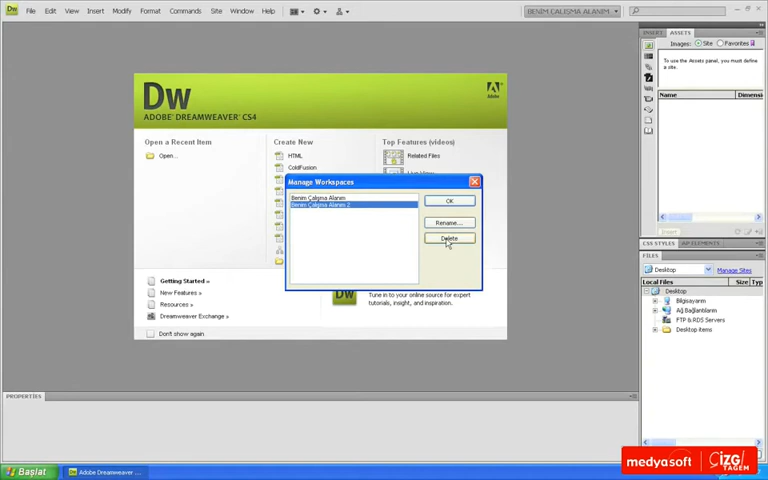 Dw
File
Edit
View
Insert
Modify
Format
Commands
Site
Window
Help
BENIM ÇALIŞMA ALANIM
INSERT
ASSETS
Images:
Site
Favorites
To use the Assets panel, you must define
a site.
Name
Dimensi
Insert
Dw
ADOBE® DREAMWEAVER® CS4
Adobe
Open a Recent Item
Create New
Top Features (videos)
Open...
HTML
Related Files
ColdFusion
Manage Workspaces
Benim Çalışma Alanım
Benim Çalışma Alanım 2
OK
Rename...
Delete
Getting Started »
New Features »
Resources »
Dreamweaver Exchange »
Dw
Tune in to your online source for expert
tutorials, insight, and inspiration.
Don't show again
CSS STYLES
AP ELEMENTS
FILES
Desktop
Manage Sites
Local Files
Size
Typ
Desktop
Bilgisayarım
Ağ Bağlantılarım
FTP & RDS Servers
Desktop items
PROPERTIES
Başlat
Dw
Adobe Dreamweaver ...
medyasoft
ÇİZGİ
TAGEM